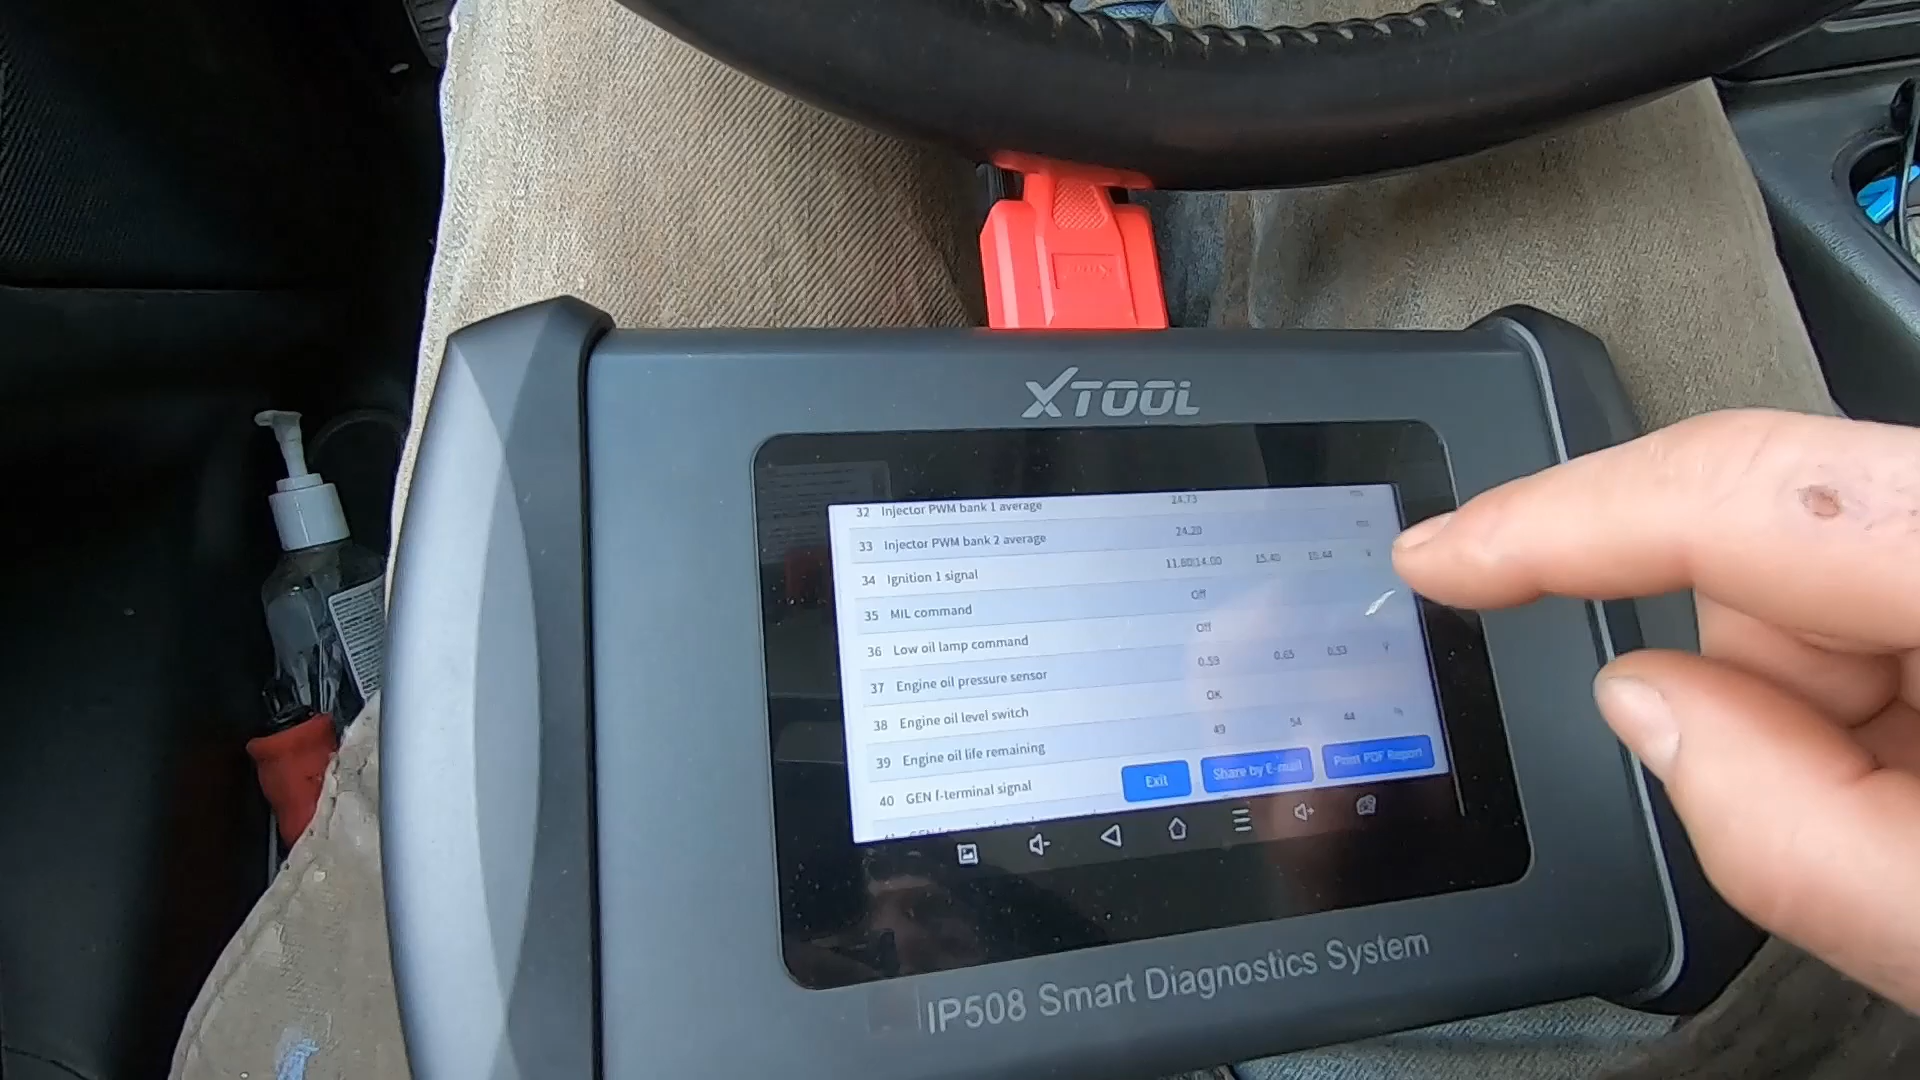 XTOOL
32 Injector PWM bank 1 average 24.73 ms
33 Injector PWM bank 2 average 24.20 ms
34 Ignition 1 signal 11.80|14.00 15.40 15.44 V
35 MIL command Off
36 Low oil lamp command Off
37 Engine oil pressure sensor 0.59 0.65 0.53 V
38 Engine oil level switch OK
39 Engine oil life remaining 49 54 44 %
40 GEN f-terminal signal
Exit Share by E-mail Print PDF Report
IP508 Smart Diagnostics System